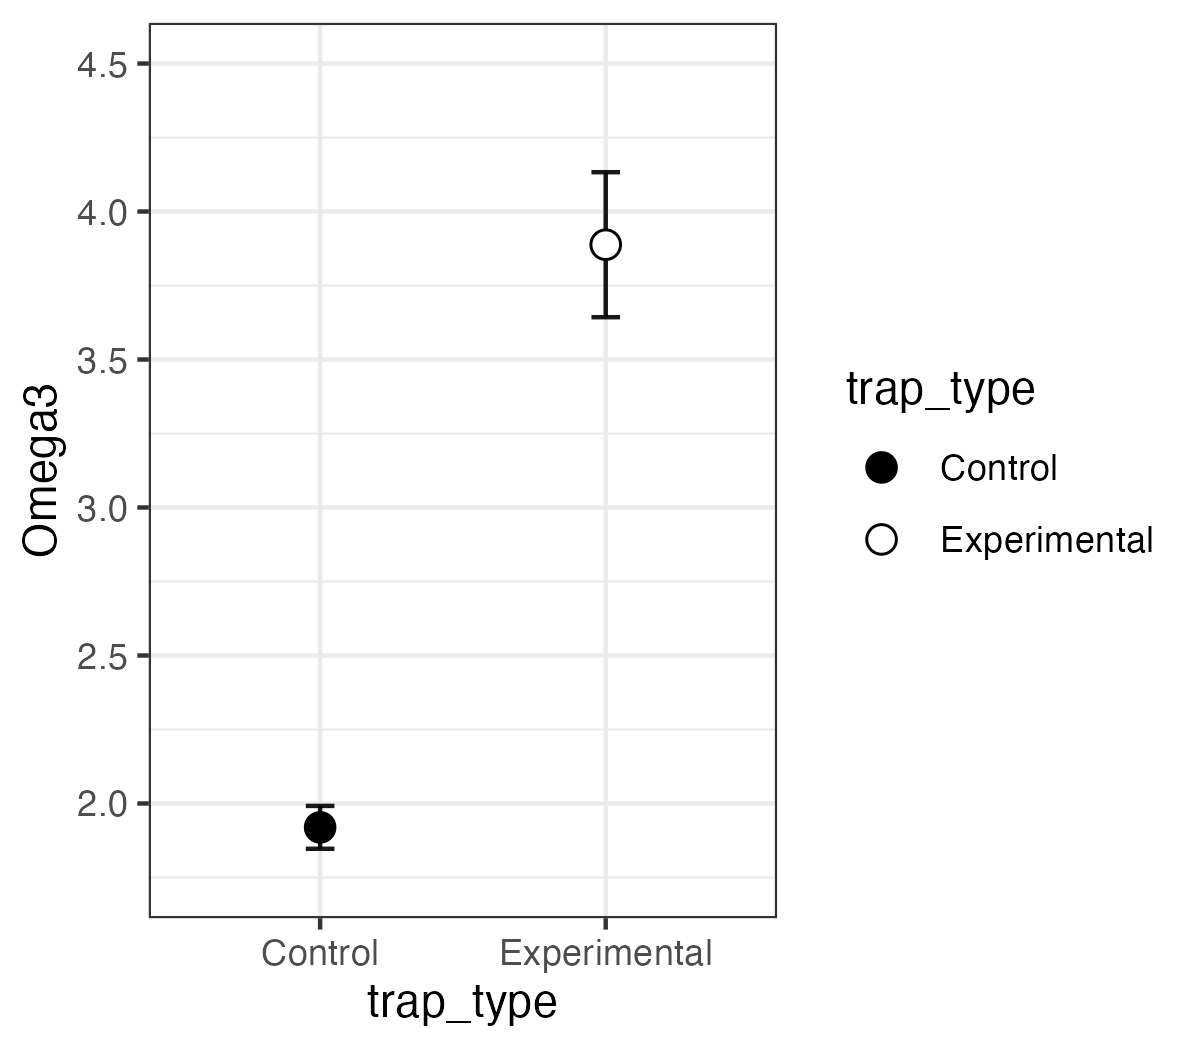 4.5
4.0
3.5
3.0
2.5
2.0
Omega3
Control
Experimental
trap_type
trap_type
Control
Experimental